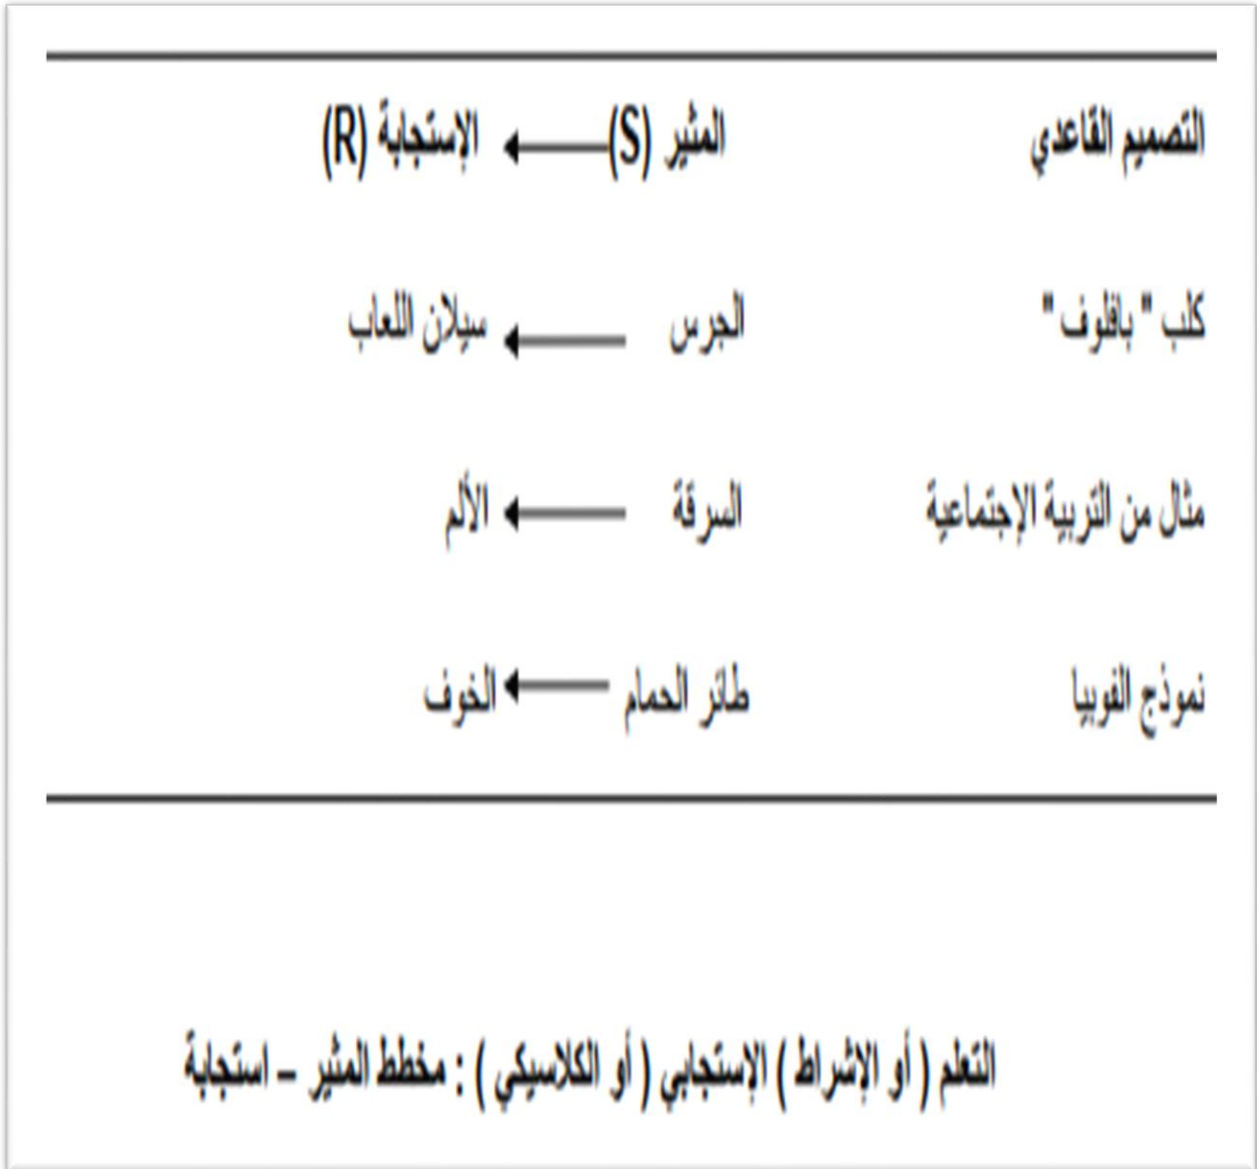 التصميم القاعدي المثير (S) الإستجابة (R)
كلب " بافلوف " الجرس سيلان اللعاب
مثال من التربية الإجتماعية السرقة الألم
نموذج الفوبيا طائر الحمام الخوف
التعلم ( أو الإشراط ) الإستجابي ( أو الكلاسيكي ) : مخطط المثير – استجابة